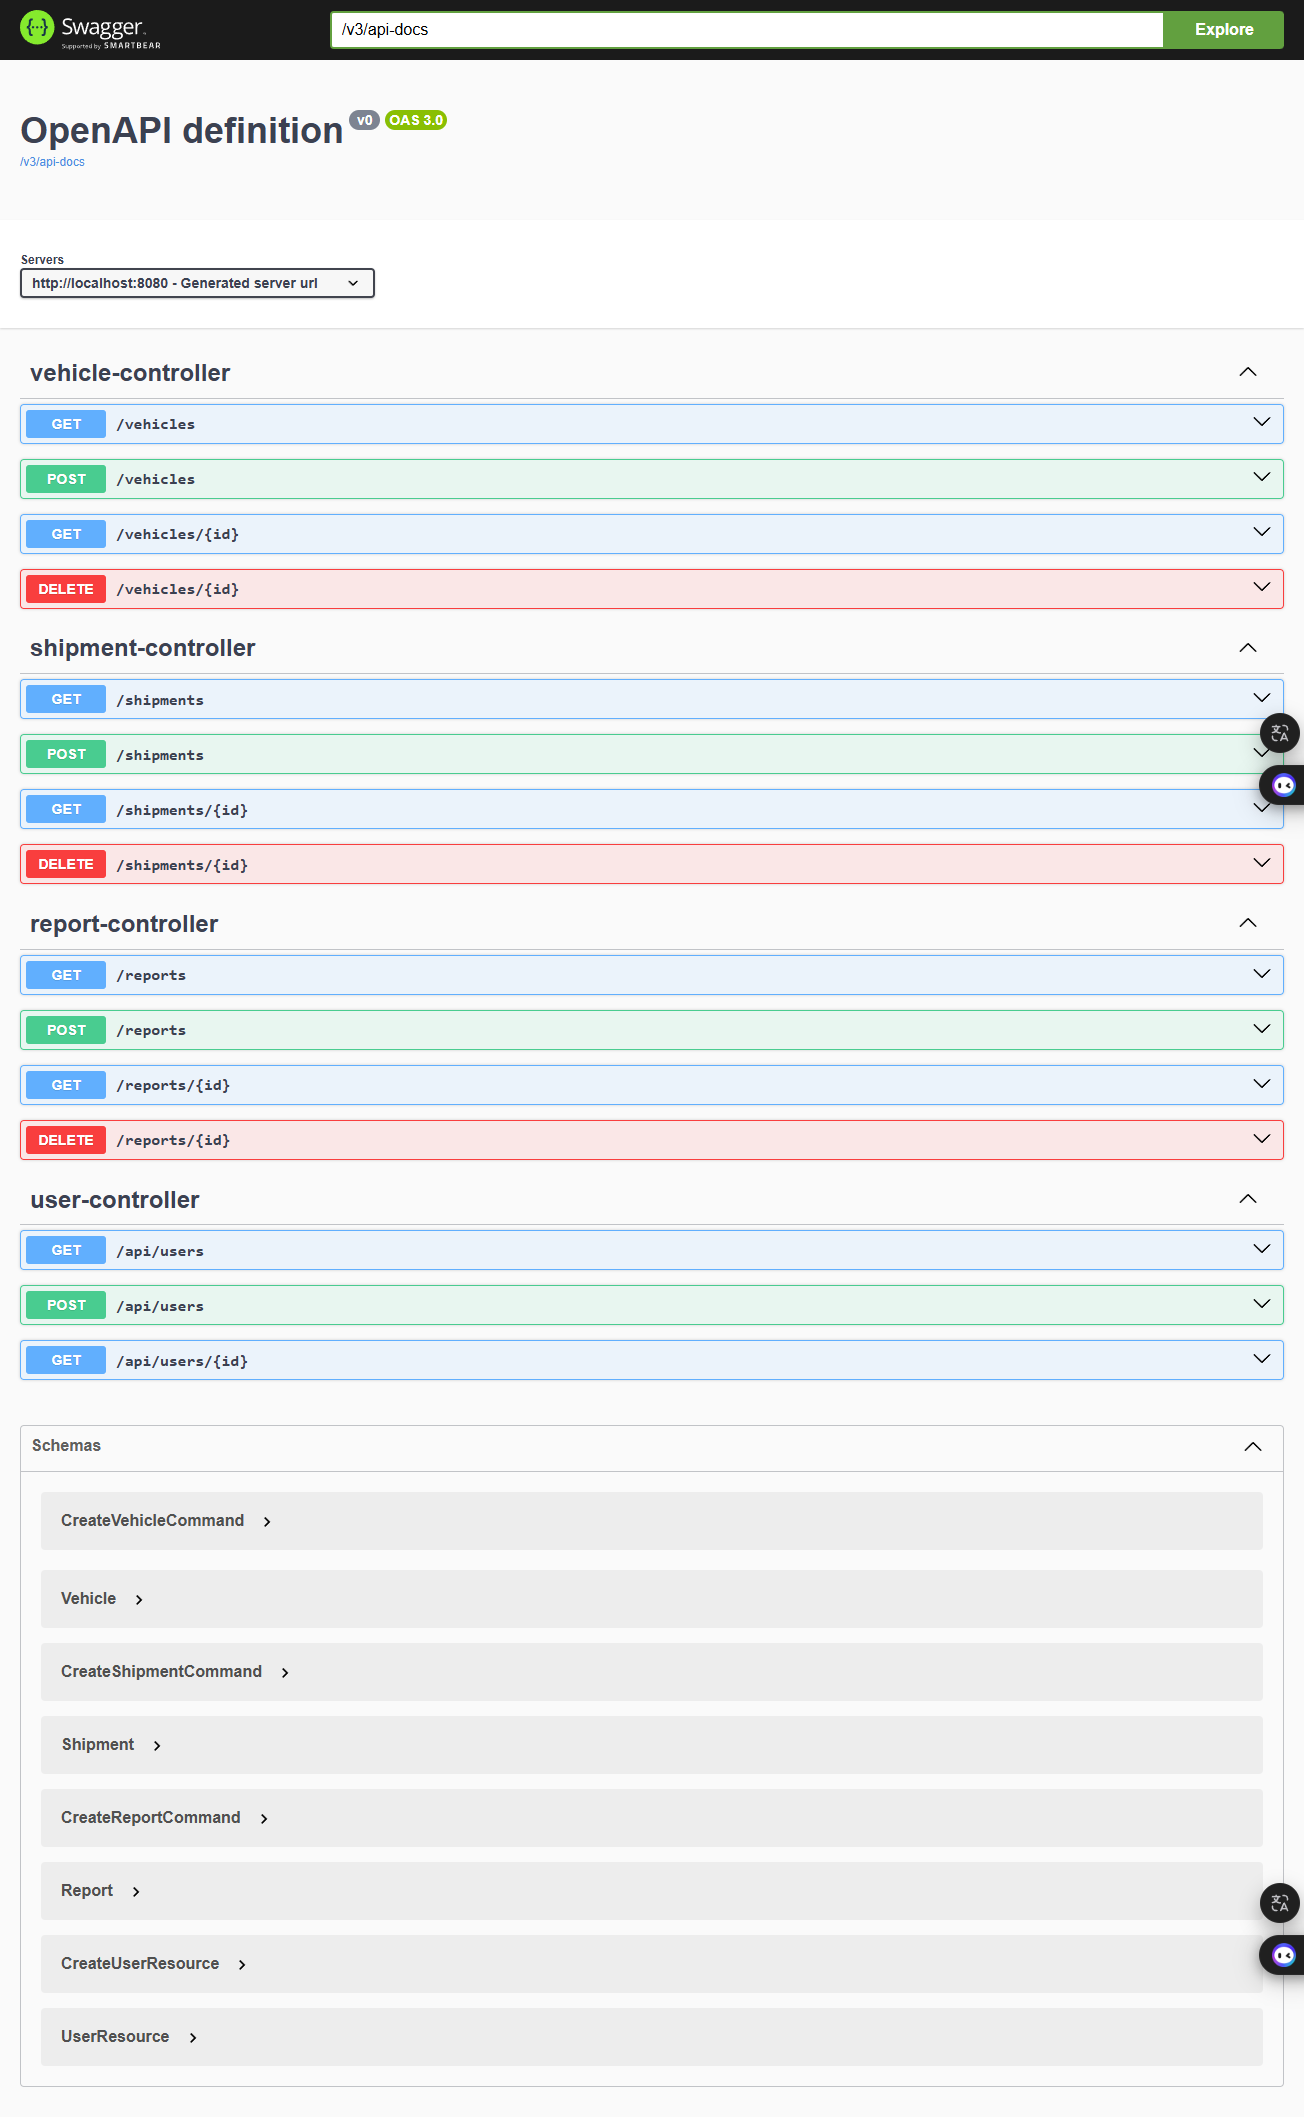 Swagger
Supported by SMARTBEAR
/v3/api-docs
Explore
OpenAPI definition v0 OAS 3.0
/v3/api-docs
Servers
http://localhost:8080 - Generated server url
vehicle-controller
GET /vehicles
POST /vehicles
GET /vehicles/{id}
DELETE /vehicles/{id}
shipment-controller
GET /shipments
POST /shipments
GET /shipments/{id}
DELETE /shipments/{id}
report-controller
GET /reports
POST /reports
GET /reports/{id}
DELETE /reports/{id}
user-controller
GET /api/users
POST /api/users
GET /api/users/{id}
Schemas
CreateVehicleCommand
Vehicle
CreateShipmentCommand
Shipment
CreateReportCommand
Report
CreateUserResource
UserResource